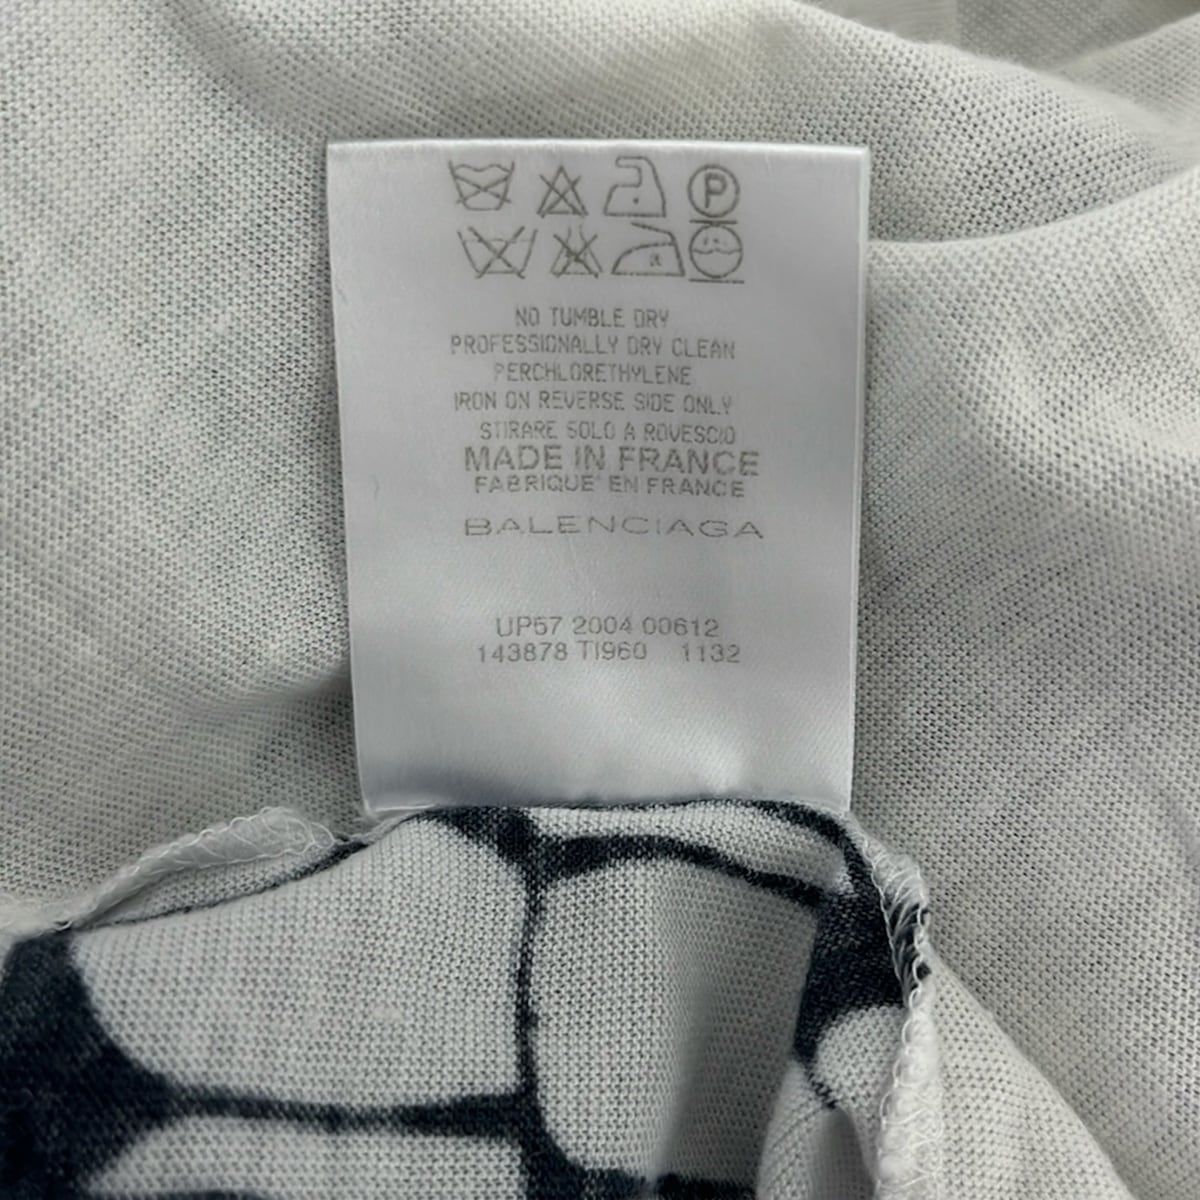 P
NO TUMBLE DRY
PROFESSIONALLY DRY CLEAN
PERCHLORETHYLENE
IRON ON REVERSE SIDE ONLY
STIRARE SOLO A ROVESCIO
MADE IN FRANCE
FABRIQUE EN FRANCE
BALENCIAGA
UP57 2004 00612
143878 TI960 1132